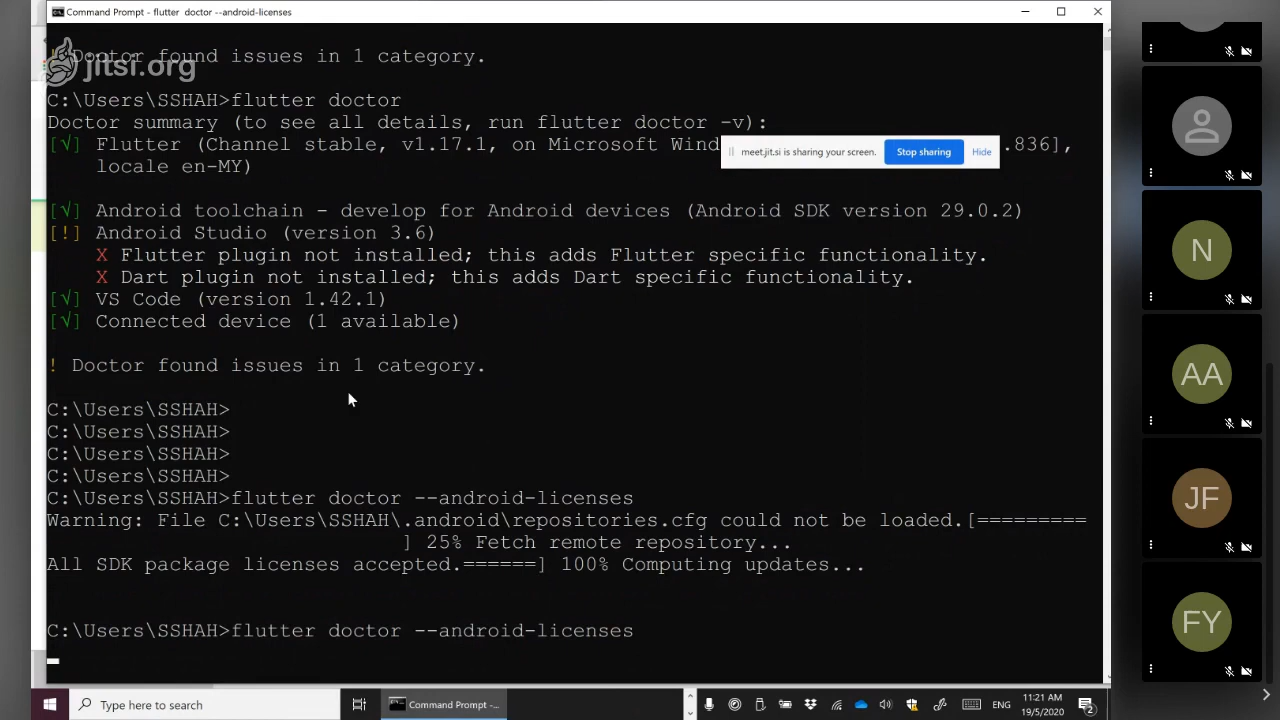 Command Prompt - flutter doctor --android-licenses
! Doctor found issues in 1 category.
jitsi.org
C:\Users\SSHAH>flutter doctor
Doctor summary (to see all details, run flutter doctor -v):
[√] Flutter (Channel stable, v1.17.1, on Microsoft Wind .836],
locale en-MY)
meet.jit.si is sharing your screen. Stop sharing Hide
[√] Android toolchain - develop for Android devices (Android SDK version 29.0.2)
[!] Android Studio (version 3.6)
X Flutter plugin not installed; this adds Flutter specific functionality.
X Dart plugin not installed; this adds Dart specific functionality.
[√] VS Code (version 1.42.1)
[√] Connected device (1 available)
! Doctor found issues in 1 category.
C:\Users\SSHAH>
C:\Users\SSHAH>
C:\Users\SSHAH>
C:\Users\SSHAH>
C:\Users\SSHAH>flutter doctor --android-licenses
Warning: File C:\Users\SSHAH\.android\repositories.cfg could not be loaded.[=========
] 25% Fetch remote repository...
All SDK package licenses accepted.======] 100% Computing updates...
C:\Users\SSHAH>flutter doctor --android-licenses
N
AA
JF
FY
Type here to search
Command Prompt -...
ENG
11:21 AM
19/5/2020
2